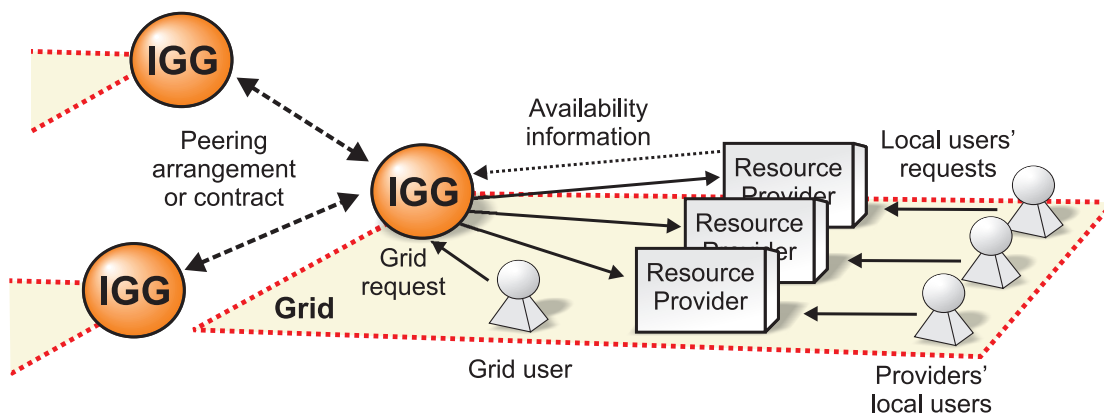 IGG
Peering
arrangement
or contract
IGG
IGG
Availability
information
Grid
request
Grid
Grid user
Resource
Provider
Resource
Provider
Resource
Provider
Local users'
requests
Providers'
local users